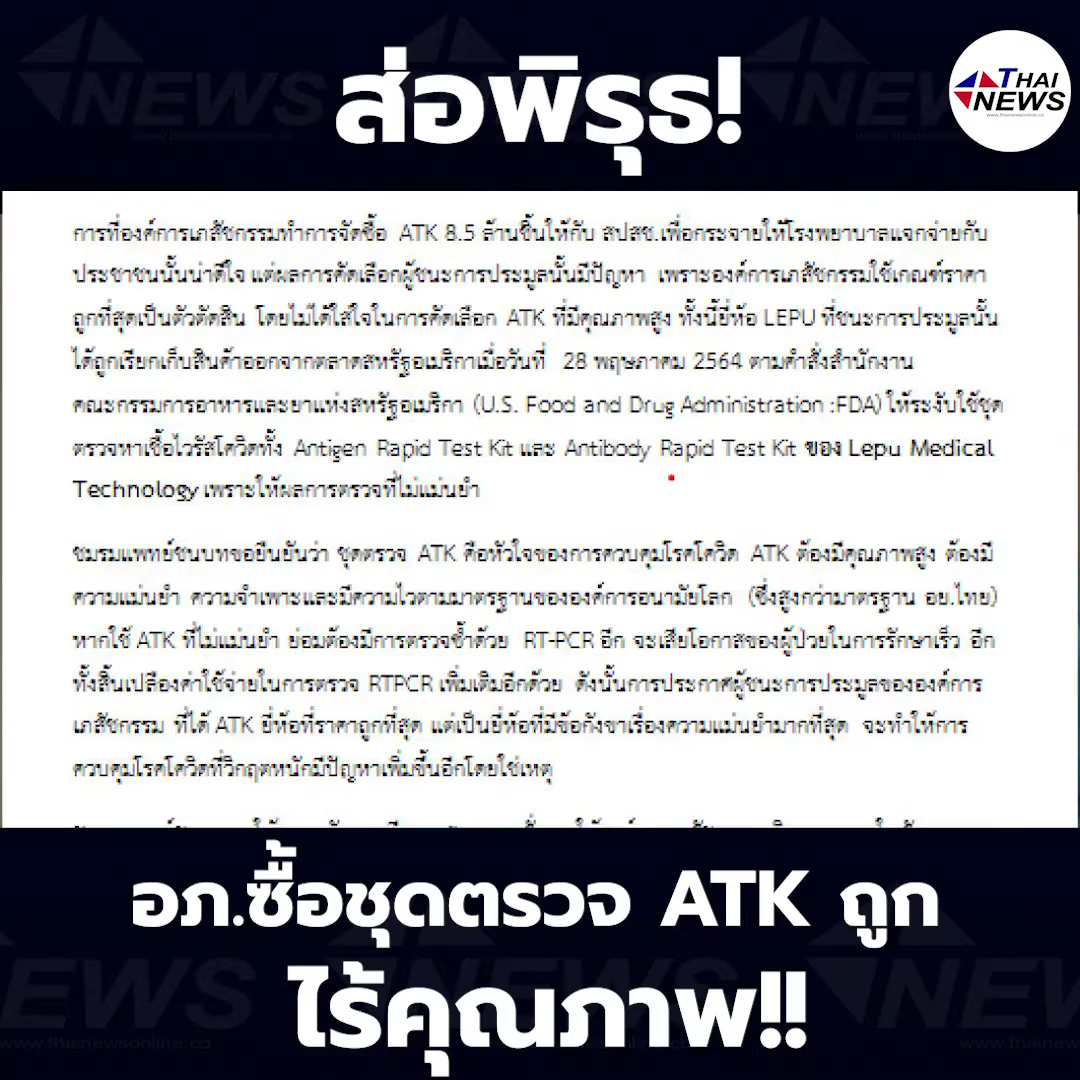 ส่อพิรุธ!
THAI
NEWS
www.thainewsonline.co
การที่องค์การเภสัชกรรมทำการจัดซื้อ ATK 8.5 ล้านชิ้นให้กับ สปสช.เพื่อกระจายให้โรงพยาบาลแจกจ่ายกับ
ประชาชนนั้นน่าดีใจ แต่ผลการคัดเลือกผู้ชนะการประมูลนั้นมีปัญหา เพราะองค์การเภสัชกรรมใช้เกณฑ์ราคา
ถูกที่สุดเป็นตัวตัดสิน โดยไม่ได้ใส่ใจในการคัดเลือก ATK ที่มีคุณภาพสูง ทั้งนี้ยี่ห้อ LEPU ที่ชนะการประมูลนั้น
ได้ถูกเรียกเก็บสินค้าออกจากตลาดสหรัฐอเมริกาเมื่อวันที่ 28 พฤษภาคม 2564 ตามคำสั่งสำนักงาน
คณะกรรมการอาหารและยาแห่งสหรัฐอเมริกา (U.S. Food and Drug Administration :FDA) ให้ระงับใช้ชุด
ตรวจหาเชื้อไวรัสโควิดทั้ง Antigen Rapid Test Kit และ Antibody Rapid Test Kit ของ Lepu Medical
Technology เพราะให้ผลการตรวจที่ไม่แม่นยำ
ชมรมแพทย์ชนบทขอยืนยันว่า ชุดตรวจ ATK คือหัวใจของการควบคุมโรคโควิด ATK ต้องมีคุณภาพสูง ต้องมี
ความแม่นยำ ความจำเพาะและมีความไวตามมาตรฐานขององค์การอนามัยโลก (ซึ่งสูงกว่ามาตรฐาน อย.ไทย)
หากใช้ ATK ที่ไม่แม่นยำ ย่อมต้องมีการตรวจซ้ำด้วย RT-PCR อีก จะเสียโอกาสของผู้ป่วยในการรักษาเร็ว อีก
ทั้งสิ้นเปลืองค่าใช้จ่ายในการตรวจ RTPCR เพิ่มเติมอีกด้วย ดังนั้นการประกาศผู้ชนะการประมูลขององค์การ
เภสัชกรรม ที่ได้ ATK ยี่ห้อที่ราคาถูกที่สุด แต่เป็นยี่ห้อที่มีข้อกังขาเรื่องความแม่นยำมากที่สุด จะทำให้การ
ควบคุมโรคโควิดที่วิกฤตหนักมีปัญหาเพิ่มขึ้นอีกโดยใช่เหตุ
อภ.ซื้อชุดตรวจ ATK ถูก
ไร้คุณภาพ!!